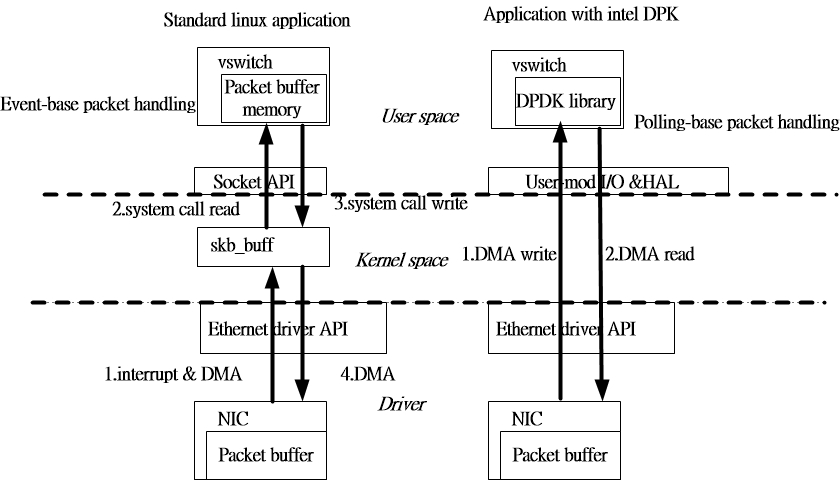 Standard linux application
Application with intel DPK
vswitch
Packet buffer
memory
Event-base packet handling
User space
vswitch
DPDK library
Polling-base packet handling
Socket API
User-mod I/O &HAL
2.system call read
3.system call write
skb_buff
Kernel space
1.DMA write
2.DMA read
Ethernet driver API
Ethernet driver API
1.interrupt & DMA
4.DMA
Driver
NIC
Packet buffer
NIC
Packet buffer